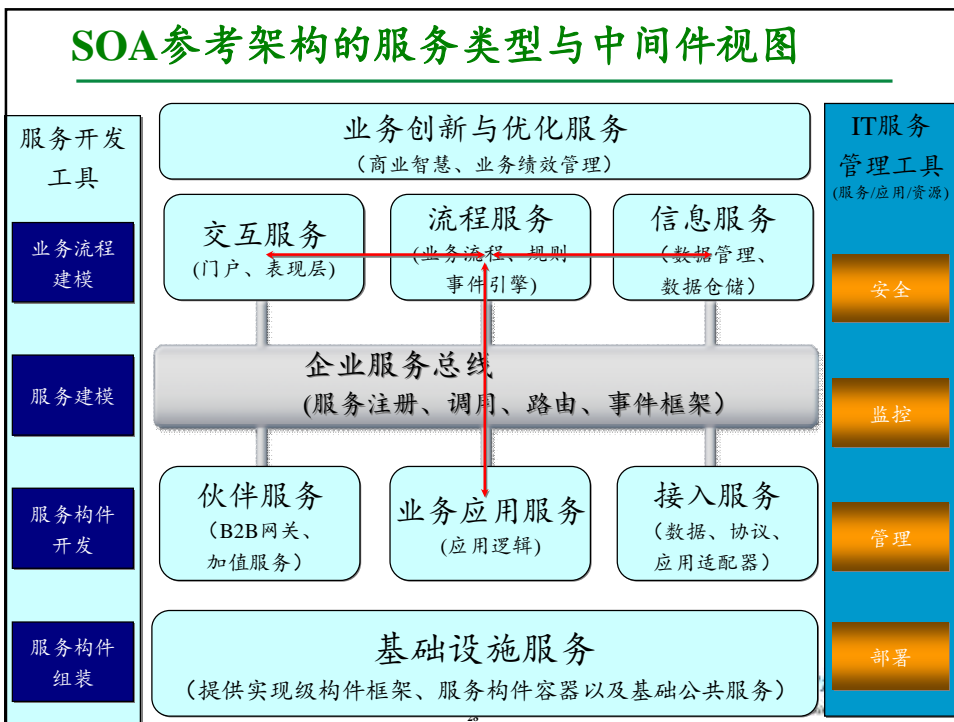 SOA参考架构的服务类型与中间件视图
服务开发
工具
业务流程
建模
服务建模
服务构件
开发
服务构件
组装
业务创新与优化服务
（商业智慧、业务绩效管理）
交互服务
(门户、表现层)
流程服务
(业务流程、规则
事件引擎)
信息服务
（数据管理、
数据仓储）
企业服务总线
(服务注册、调用、路由、事件框架）
伙伴服务
（B2B网关、
加值服务）
业务应用服务
(应用逻辑)
接入服务
（数据、协议、
应用适配器）
基础设施服务
（提供实现级构件框架、服务构件容器以及基础公共服务）
IT服务
管理工具
(服务/应用/资源)
安全
监控
管理
部署